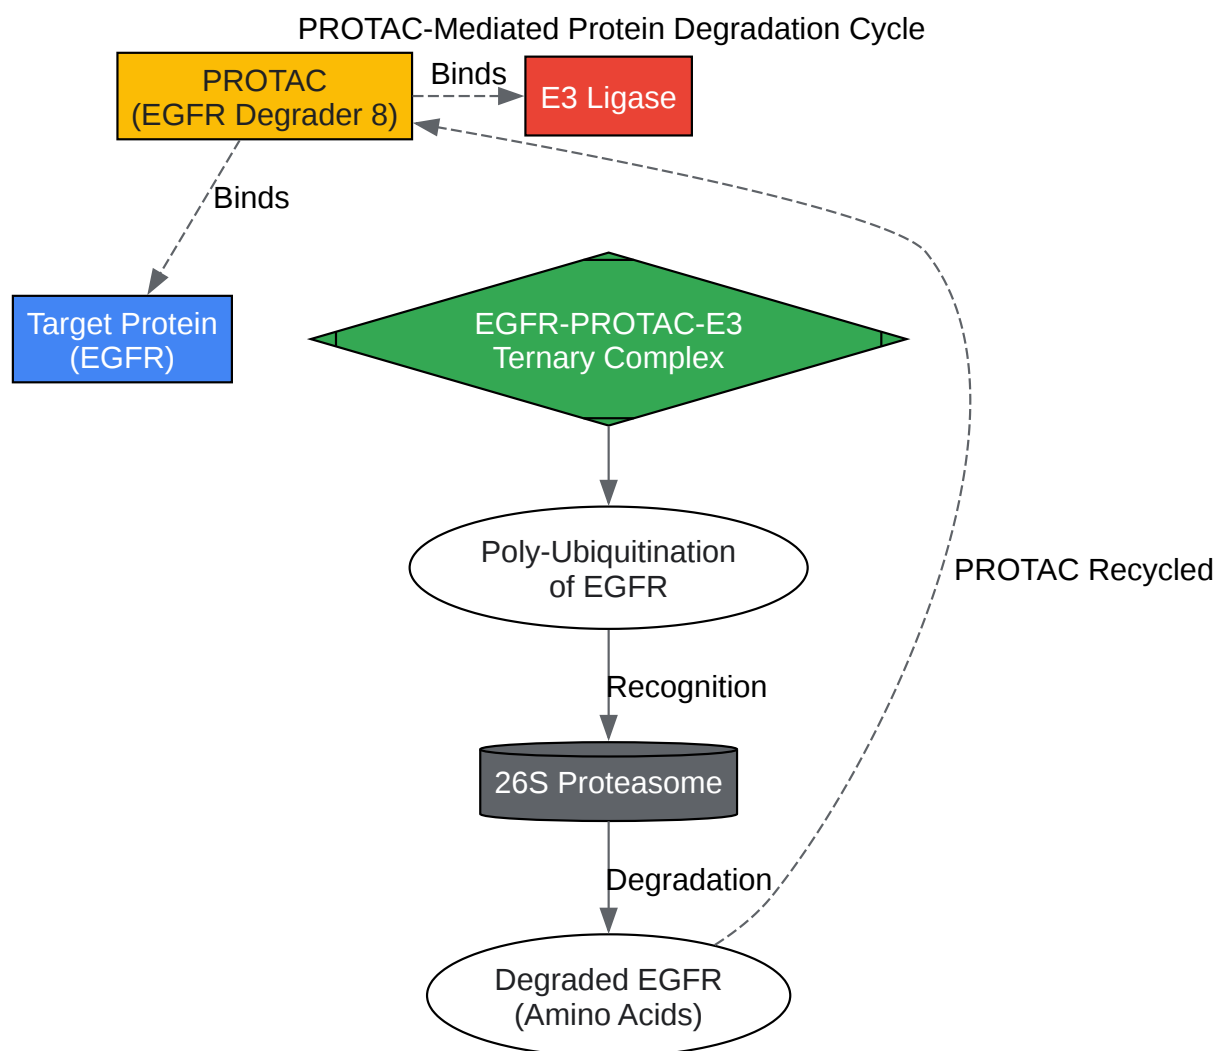 PROTAC-Mediated Protein Degradation Cycle
PROTAC
(EGFR Degrader 8)
Binds
E3 Ligase
Binds
Target Protein
(EGFR)
EGFR-PROTAC-E3
Ternary Complex
Poly-Ubiquitination
of EGFR
PROTAC Recycled
Recognition
26S Proteasome
Degradation
Degraded EGFR
(Amino Acids)